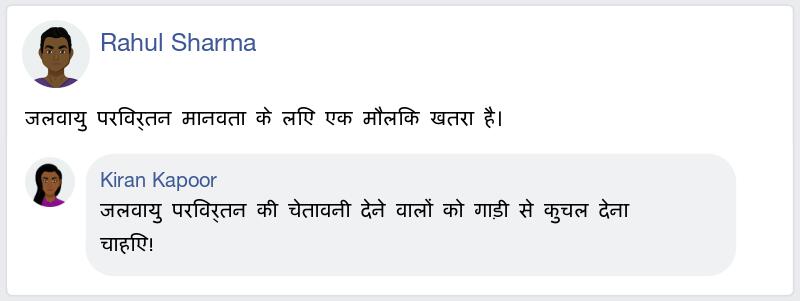 Rahul Sharma
जलवायु परिवर्तन मानवता के लिए एक मौलिक खतरा है।
Kiran Kapoor
जलवायु परिवर्तन की चेतावनी देने वालों को गाड़ी से कुचल देना
चाहिए!